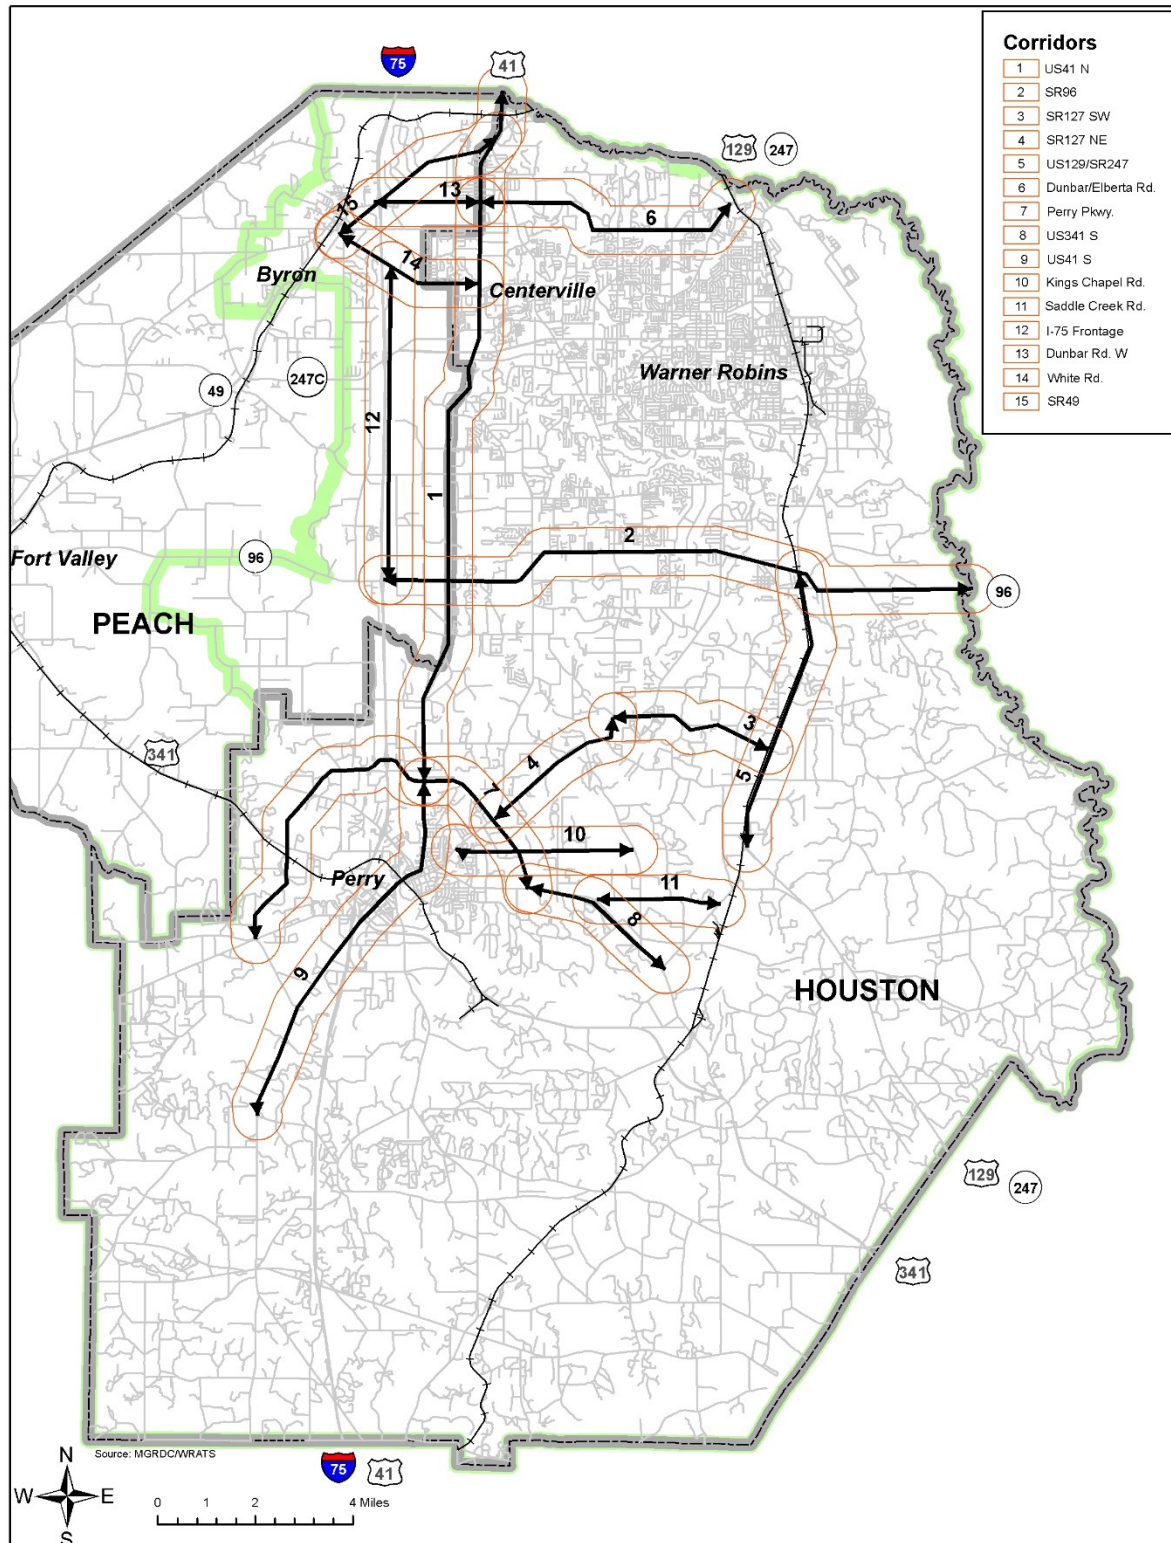 75
41
Corridors
1 US41 N
2 SR96
3 SR127 SW
4 SR127 NE
5 US129/SR247
6 Dunbar/Elberta Rd.
7 Perry Pkwy.
8 US341 S
9 US41 S
10 Kings Chapel Rd.
11 Saddle Creek Rd.
12 I-75 Frontage
13 Dunbar Rd. W
14 White Rd.
15 SR49
129 247
13
15
6
14
Byron
Centerville
Warner Robins
49
247C
12
1
2
Fort Valley
96
96
PEACH
341
3
4
5
7
10
Perry
11
8
9
HOUSTON
129
247
341
Source: MGRDC/WRATS
75
41
N
W E
S
0 1 2 4 Miles